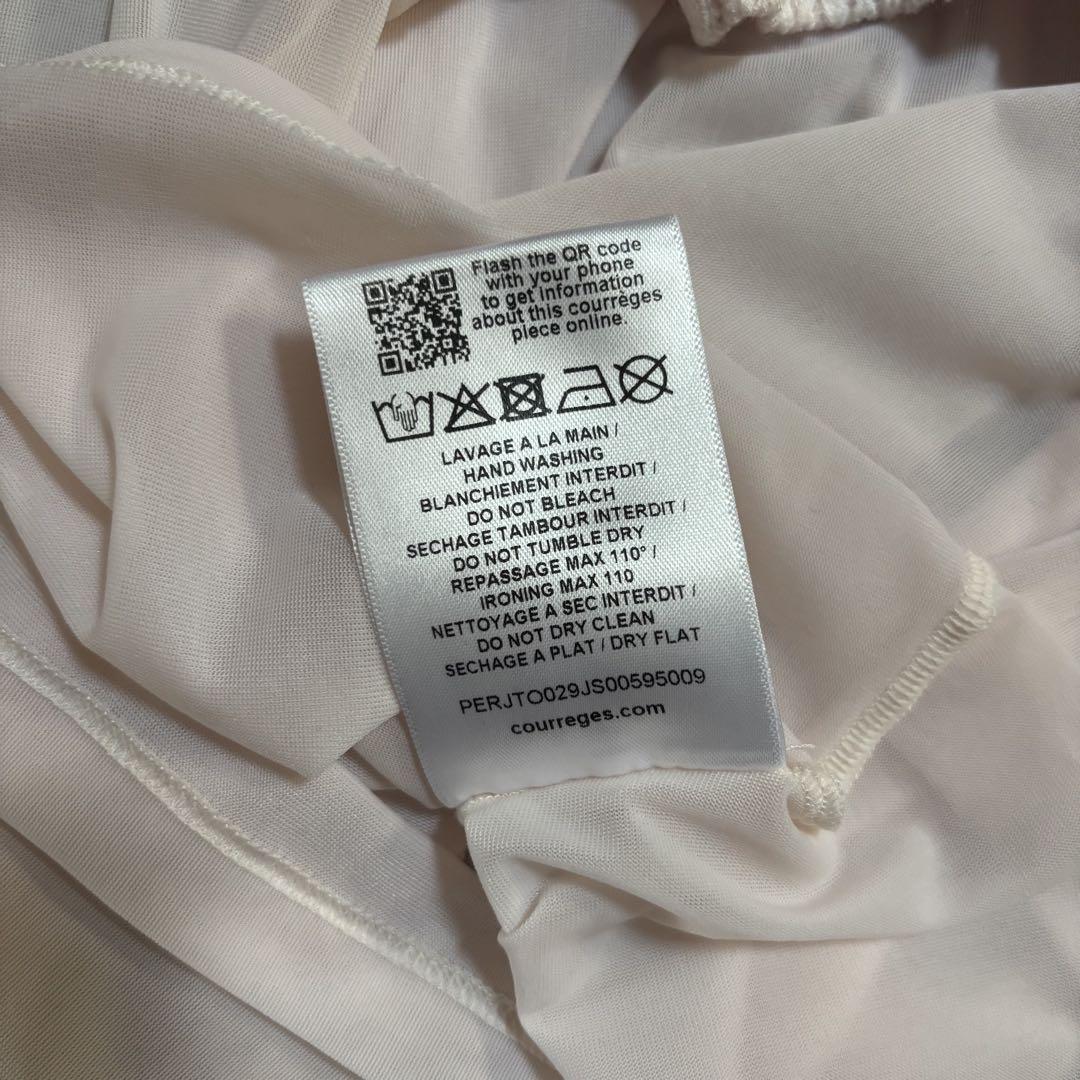 Flash the QR code
with your phone
to get information
about this courrèges
piece online.
LAVAGE A LA MAIN /
HAND WASHING
BLANCHIEMENT INTERDIT /
DO NOT BLEACH
SECHAGE TAMBOUR INTERDIT /
DO NOT TUMBLE DRY
REPASSAGE MAX 110° /
IRONING MAX 110
NETTOYAGE A SEC INTERDIT /
DO NOT DRY CLEAN
SECHAGE A PLAT / DRY FLAT
PERJTO029JS00595009
courreges.com